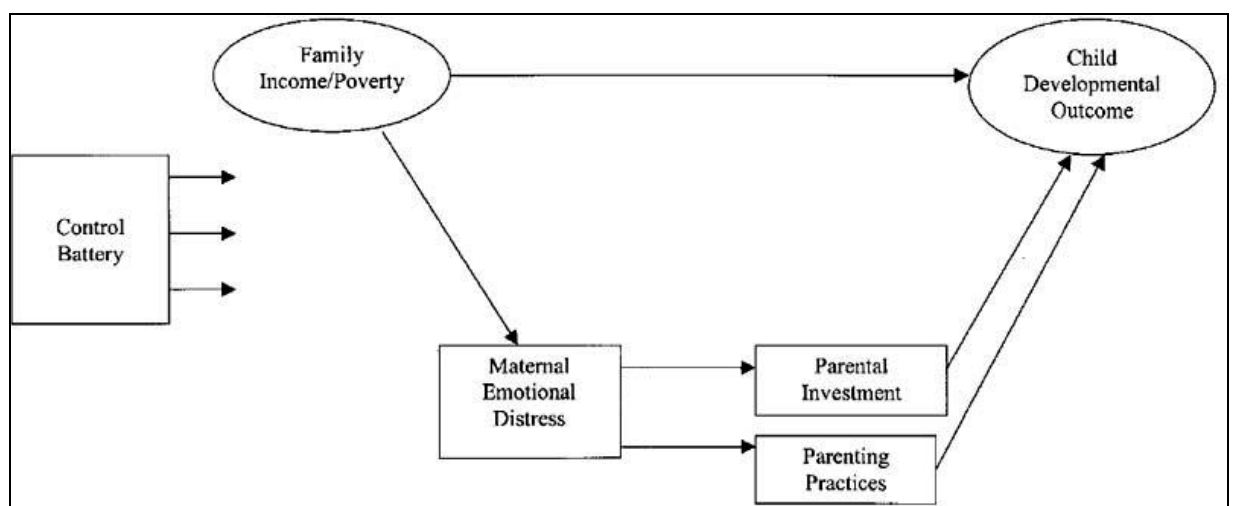 Family
Income/Poverty
Child
Developmental
Outcome
Control
Battery
Maternal
Emotional
Distress
Parental
Investment
Parenting
Practices